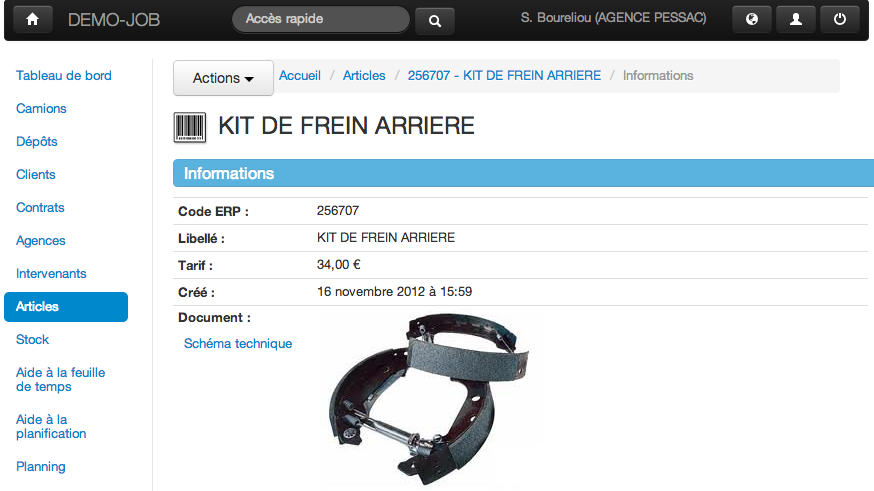 DEMO-JOB
Accès rapide
S. Boureliou (AGENCE PESSAC)
Tableau de bord
Camions
Dépôts
Clients
Contrats
Agences
Intervenants
Articles
Stock
Aide à la feuille
de temps
Aide à la
planification
Planning
Actions
Accueil / Articles / 256707 - KIT DE FREIN ARRIERE / Informations
KIT DE FREIN ARRIERE
Informations
Code ERP : 256707
Libellé : KIT DE FREIN ARRIERE
Tarif : 34,00 €
Créé : 16 novembre 2012 à 15:59
Document :
Schéma technique